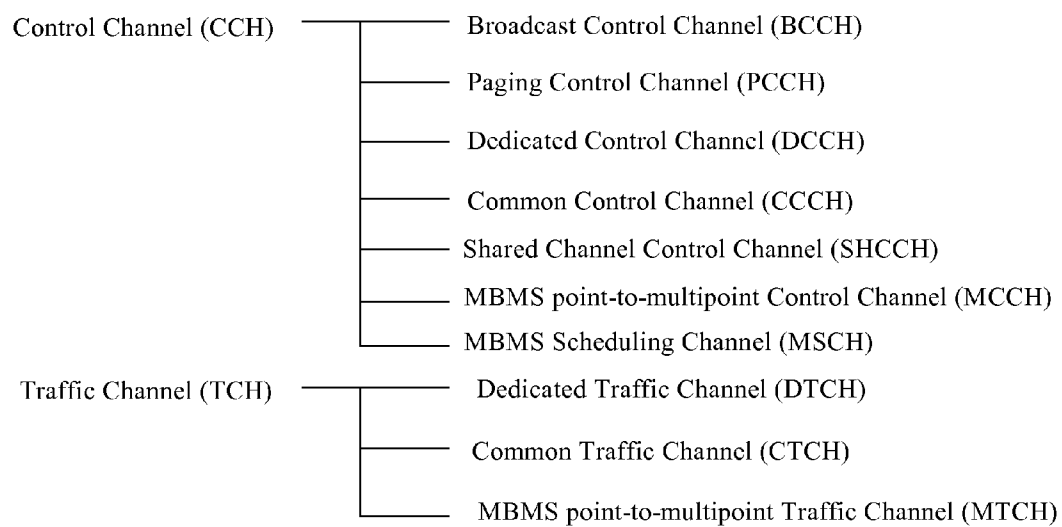 Control Channel (CCH)
Broadcast Control Channel (BCCH)
Paging Control Channel (PCCH)
Dedicated Control Channel (DCCH)
Common Control Channel (CCCH)
Shared Channel Control Channel (SHCCH)
MBMS point-to-multipoint Control Channel (MCCH)
MBMS Scheduling Channel (MSCH)
Traffic Channel (TCH)
Dedicated Traffic Channel (DTCH)
Common Traffic Channel (CTCH)
MBMS point-to-multipoint Traffic Channel (MTCH)